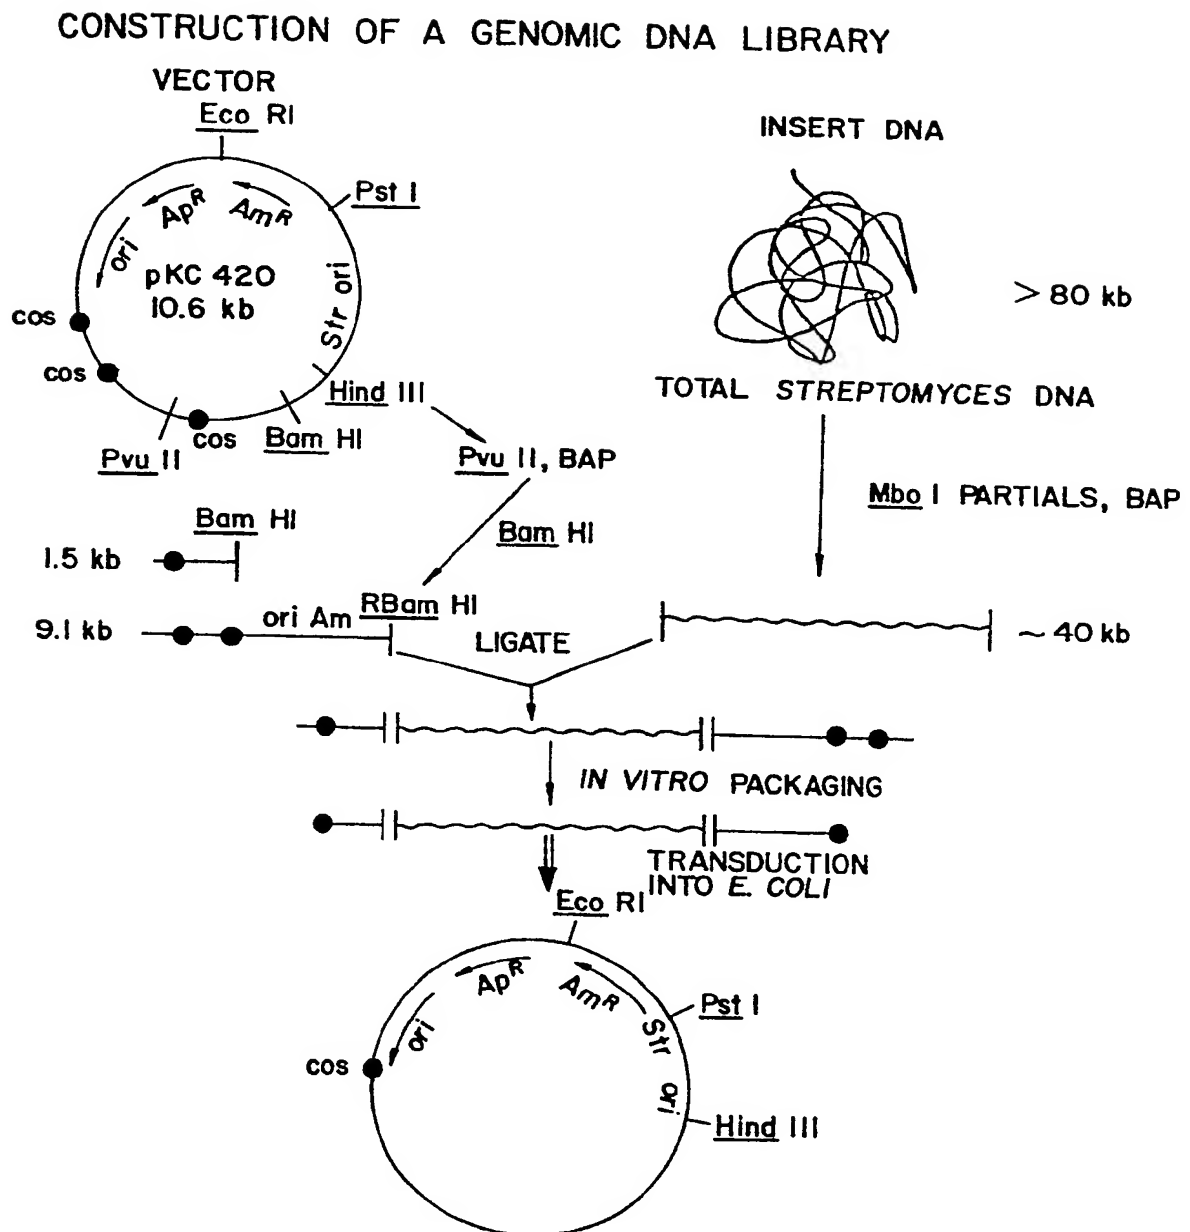 CONSTRUCTION OF A GENOMIC DNA LIBRARY
VECTOR
Eco RI
Pst I
ApR
AmR
ori
pKC 420
10.6 kb
Str ori
cos
cos
cos
Hind III
Bam HI
Pvu II
INSERT DNA
> 80 kb
TOTAL STREPTOMYCES DNA
Pvu II, BAP
Bam HI
Mbo I PARTIALS, BAP
Bam HI
1.5 kb
9.1 kb
ori Am
RBam HI
LIGATE
~ 40 kb
IN VITRO PACKAGING
TRANSDUCTION
INTO E. COLI
Eco RI
ApR
AmR
Pst I
ori
Str ori
cos
Hind III